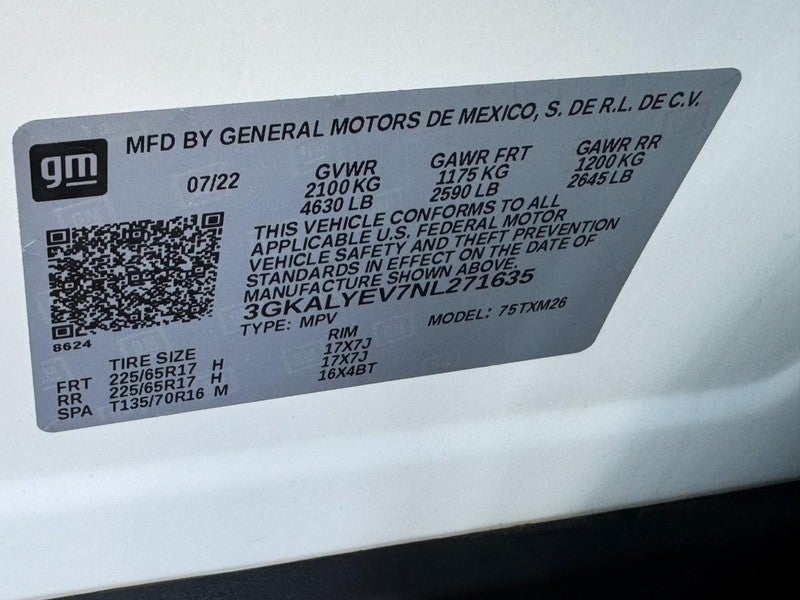 gm
MFD BY GENERAL MOTORS DE MEXICO, S. DE R.L. DE C.V.
07/22 GVWR GAWR FRT GAWR RR
2100 KG 1175 KG 1200 KG
4630 LB 2590 LB 2645 LB
THIS VEHICLE CONFORMS TO ALL
APPLICABLE U.S. FEDERAL MOTOR
VEHICLE SAFETY AND THEFT PREVENTION
STANDARDS IN EFFECT ON THE DATE OF
MANUFACTURE SHOWN ABOVE.
3GKALYEV7NL271635
TYPE: MPV MODEL: 75TXM26
8624
TIRE SIZE RIM
FRT 225/65R17 H 17X7J
RR 225/65R17 H 17X7J
SPA T135/70R16 M 16X4BT